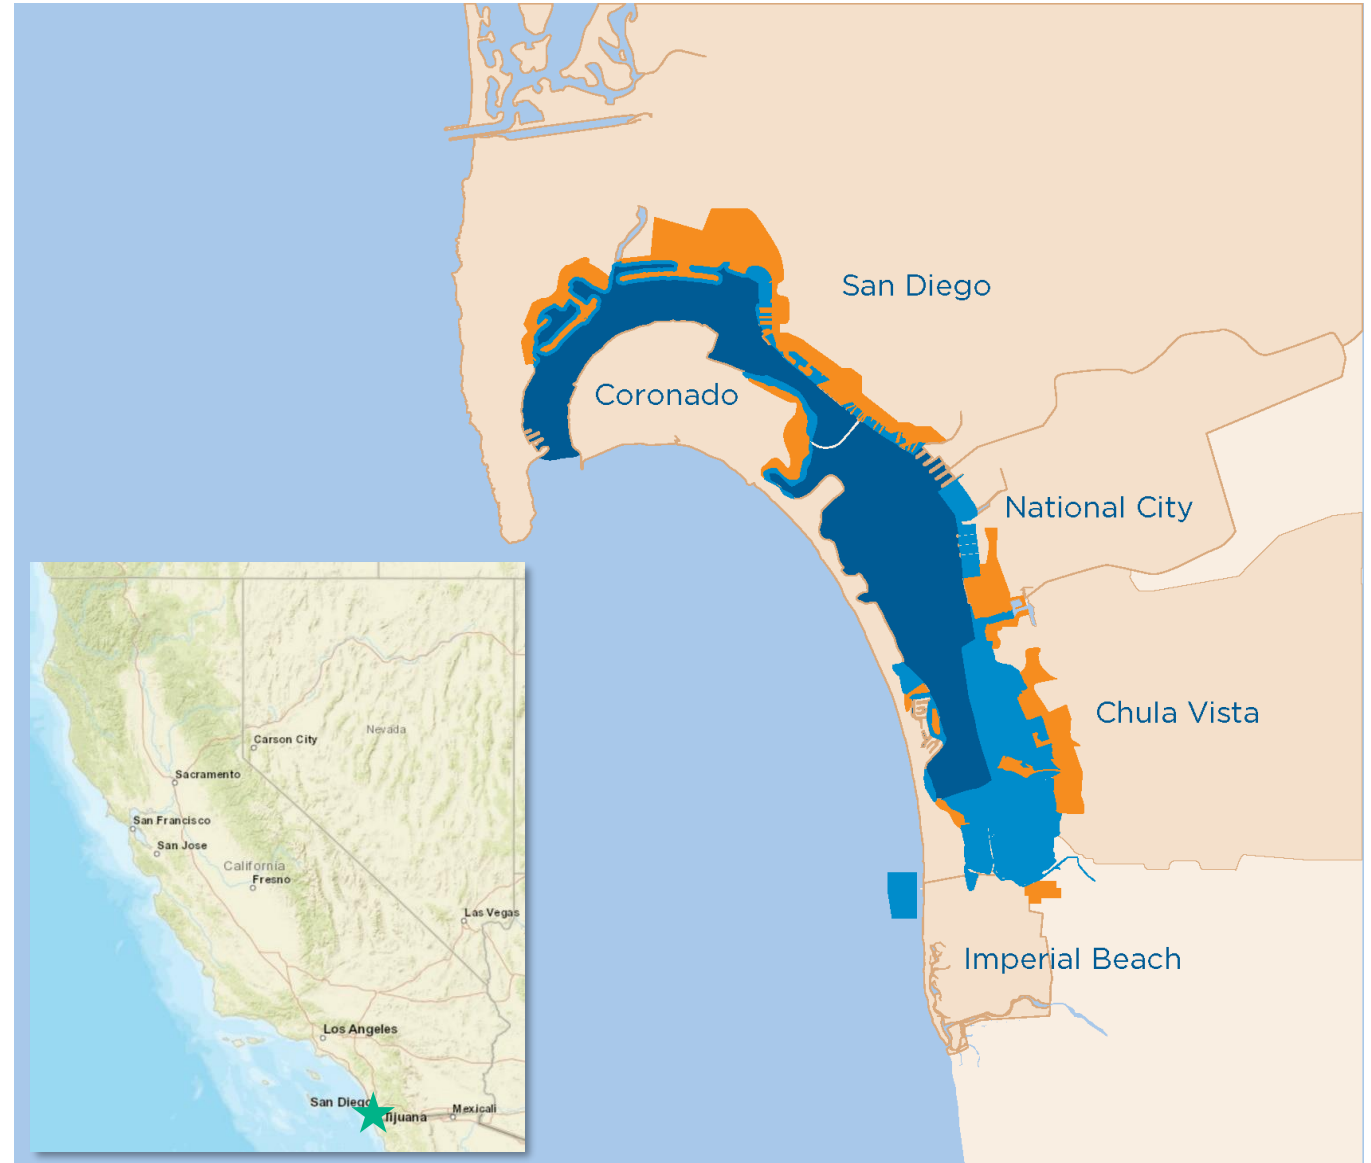 San Diego
Coronado
National City
Chula Vista
Imperial Beach
Nevada
Carson City
Sacramento
San Francisco
San Jose
California
Fresno
Las Vegas
Los Angeles
San Diego
Tijuana
Mexicali